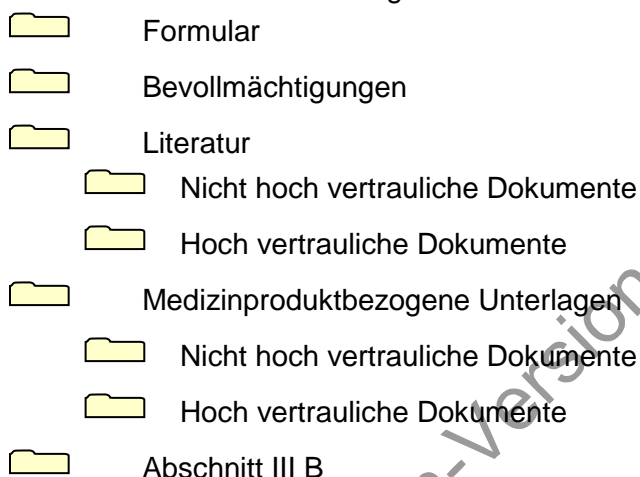 Formular
Bevollmächtigungen
Literatur
Nicht hoch vertrauliche Dokumente
Hoch vertrauliche Dokumente
Medizinproduktbezogene Unterlagen
Nicht hoch vertrauliche Dokumente
Hoch vertrauliche Dokumente
Abschnitt III B
-Version